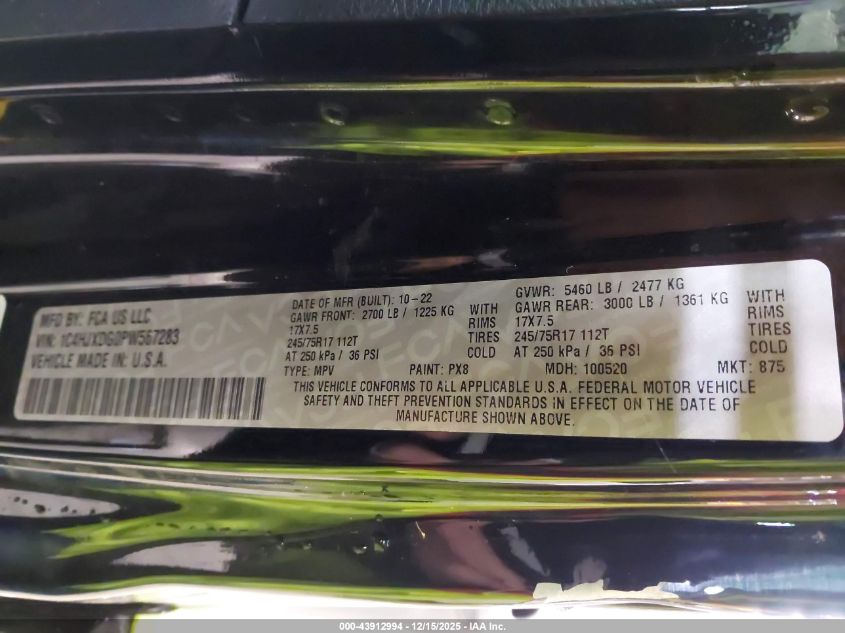 MFD BY: FCA US LLC
VIN: 1C4HJXDG0PW567283
VEHICLE MADE IN U.S.A.
DATE OF MFR (BUILT): 10-22
GAWR FRONT: 2700 LB / 1225 KG WITH
17X7.5 RIMS
245/75R17 112T TIRES
AT 250 kPa / 36 PSI COLD
GVWR: 5460 LB / 2477 KG
GAWR REAR: 3000 LB / 1361 KG WITH
17X7.5 RIMS
245/75R17 112T TIRES
AT 250 kPa / 36 PSI COLD
TYPE: MPV PAINT: PX8 MDH: 100520 MKT: 875
THIS VEHICLE CONFORMS TO ALL APPLICABLE U.S.A. FEDERAL MOTOR VEHICLE
SAFETY AND THEFT PREVENTION STANDARDS IN EFFECT ON THE DATE OF
MANUFACTURE SHOWN ABOVE.
000-43912994 - 12/15/2025 - IAA Inc.